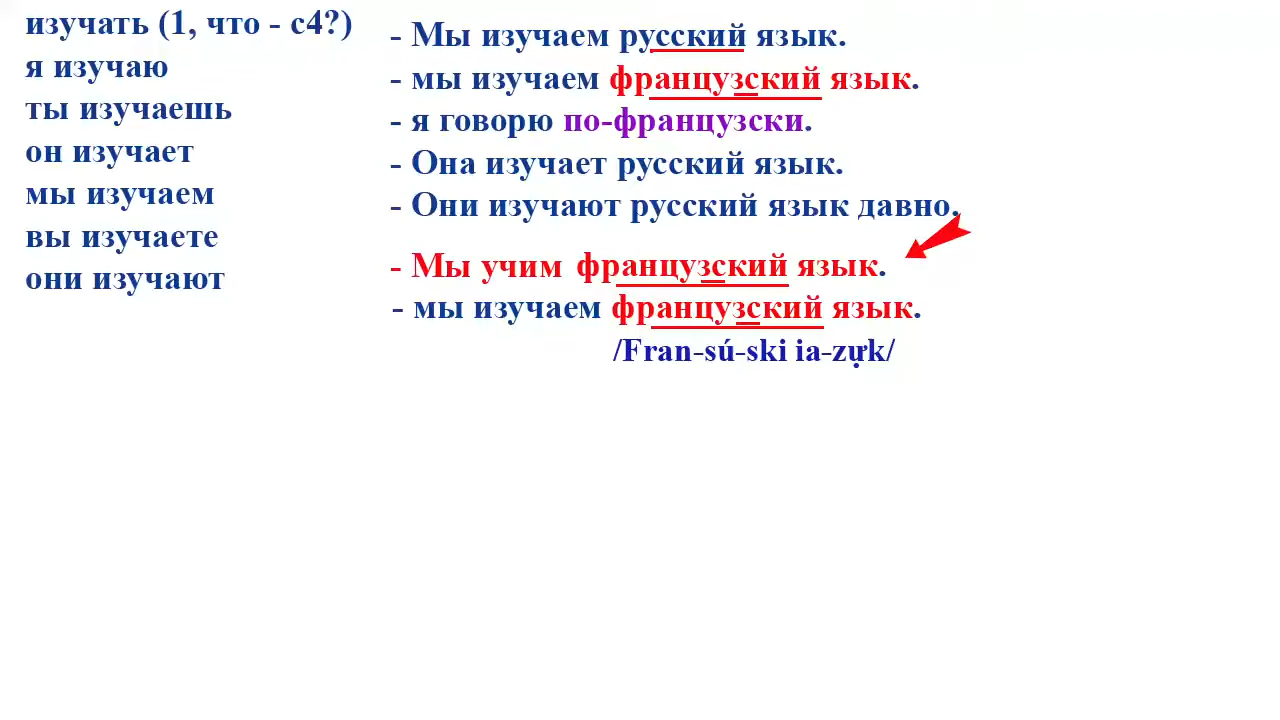 изучать (1, что - с4?)
я изучаю
ты изучаешь
он изучает
мы изучаем
вы изучаете
они изучают
- Мы изучаем русский язык.
- мы изучаем французский язык.
- я говорю по-французски.
- Она изучает русский язык.
- Они изучают русский язык давно.
- Мы учим французский язык.
- мы изучаем французский язык.
/Fran-sú-ski ia-zựk/